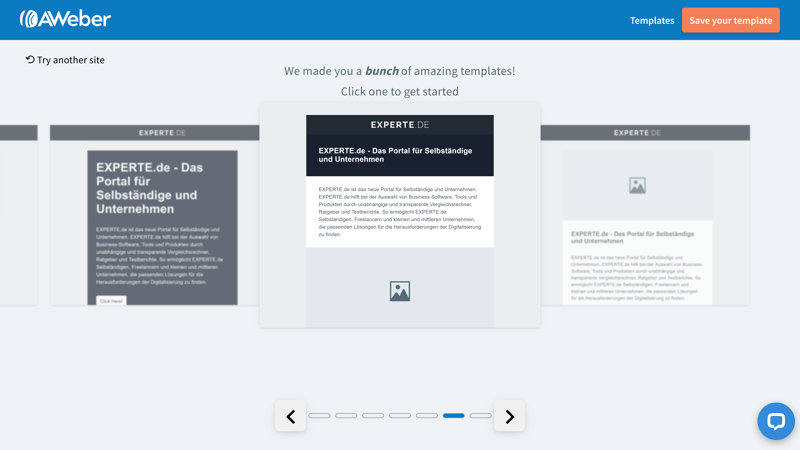 AWeber
Templates
Save your template
Try another site
We made you a bunch of amazing templates!
Click one to get started
EXPERTE.DE
EXPERTE.de - Das
Portal für
Selbständige und
Unternehmen
EXPERTE.de ist das neue Portal für Selbständige und
Unternehmen. EXPERTE.DE hilft bei der Auswahl von
Business-Software, Tools und Produkten durch
unabhängige und transparente Vergleichsrechner,
Ratgeber und Testberichte. So ermöglicht EXPERTE.de
Selbständigen, Freelancern und kleinen und mittleren
Unternehmen, die passenden Lösungen für die
Herausforderungen der Digitalisierung zu finden.
Click Here!
EXPERTE.DE
EXPERTE.de - Das Portal für Selbständige
und Unternehmen
EXPERTE.de ist das neue Portal für Selbständige und Unternehmen.
EXPERTE.DE hilft bei der Auswahl von Business-Software, Tools und
Produkten durch unabhängige und transparente Vergleichsrechner,
Ratgeber und Testberichte. So ermöglicht EXPERTE.de
Selbständigen, Freelancern und kleinen und mittleren Unternehmen,
die passenden Lösungen für die Herausforderungen der Digitalisierung
zu finden.
EXPERTE.DE
EXPERTE.de - Das Portal für Selbständige
und Unternehmen
EXPERTE.de ist das neue Portal für Selbständige und Unternehmen.
EXPERTE.DE hilft bei der Auswahl von Business-
Software, Tools und Produkten durch unabhängige und
transparente Vergleichsrechner, Ratgeber und Testberichte. So
ermöglicht EXPERTE.de Selbständigen, Freelancern und
kleinen und mittleren Unternehmen, die passenden Lösungen
für die Herausforderungen der Digitalisierung zu finden.